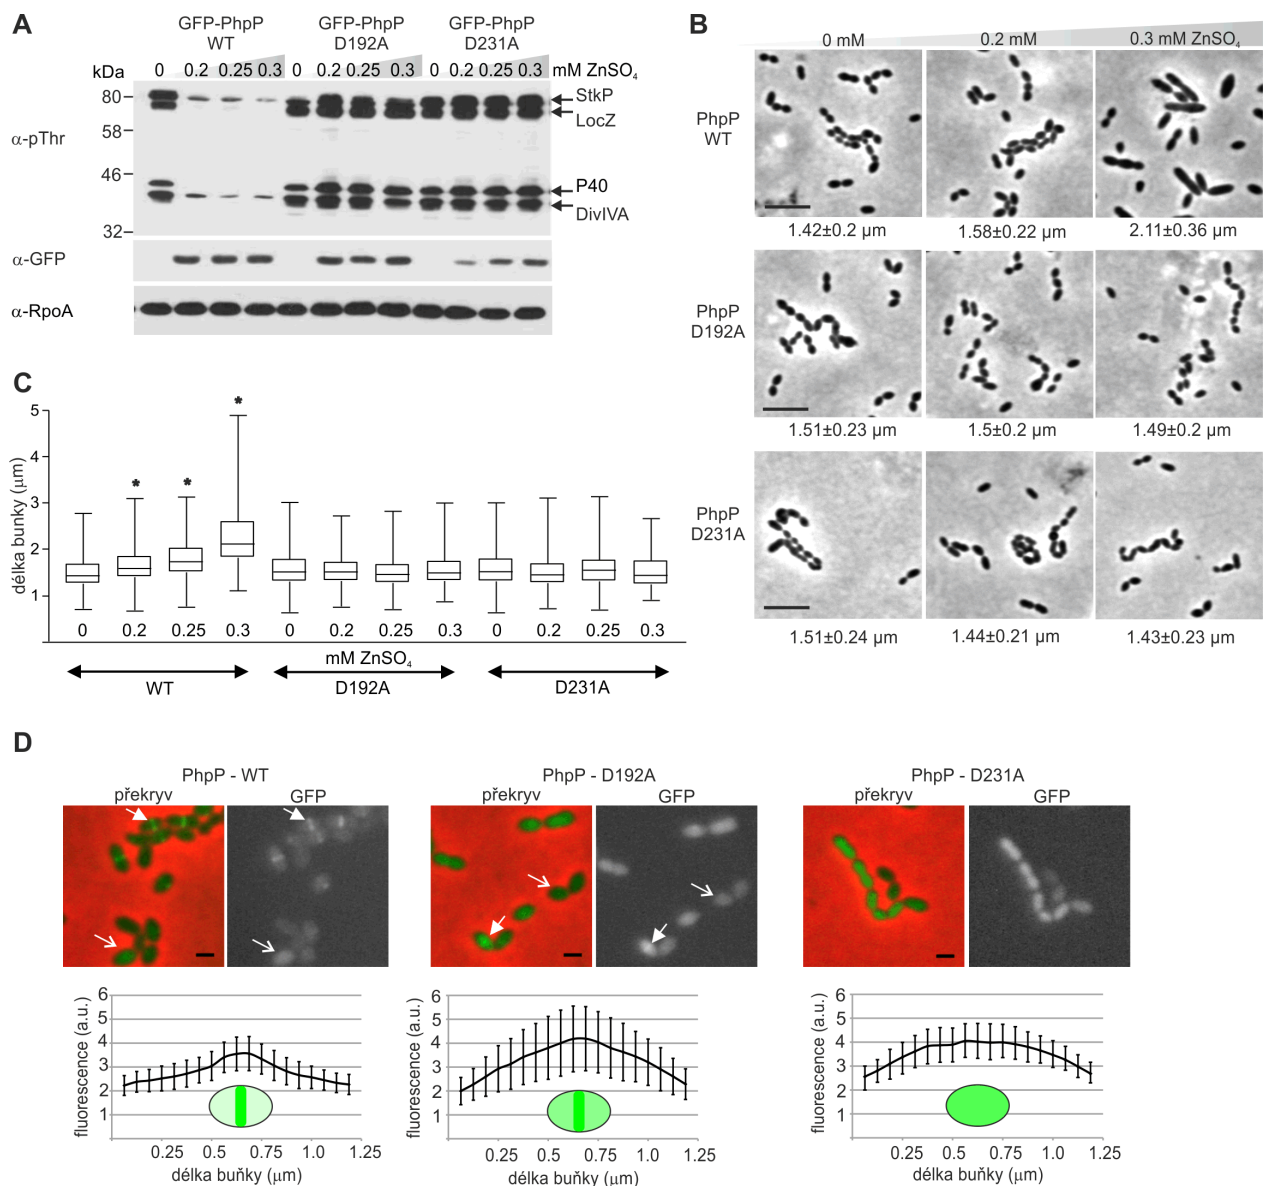 A
GFP-PhpP
WT
GFP-PhpP
D192A
GFP-PhpP
D231A
kDa
0 0.2 0.25 0.3 0 0.2 0.25 0.3 0 0.2 0.25 0.3 mM ZnSO₄
80
58
46
32
α-pThr
StkP
LocZ
P40
DivIVA
α-GFP
α-RpoA
B
0 mM 0.2 mM 0.3 mM ZnSO₄
PhpP
WT
1.42±0.2 µm 1.58±0.22 µm 2.11±0.36 µm
PhpP
D192A
1.51±0.23 µm 1.5±0.2 µm 1.49±0.2 µm
PhpP
D231A
1.51±0.24 µm 1.44±0.21 µm 1.43±0.23 µm
C
délka bunky (µm)
5
4
3
2
1
* * *
0 0.2 0.25 0.3 0 0.2 0.25 0.3 0 0.2 0.25 0.3
mM ZnSO₄
WT D192A D231A
D
PhpP - WT
překryv GFP
PhpP - D192A
překryv GFP
PhpP - D231A
překryv GFP
fluorescence (a.u.)
6
5
4
3
2
1
0.25 0.75 1.0 1.25
délka buňky (µm)
fluorescence (a.u.)
6
5
4
3
2
1
0.25 0.50 0.75 1.0 1.25
délka buňky (µm)
fluorescence (a.u.)
6
5
4
3
2
1
0.25 0.50 0.75 1.0 1.25
délka buňky (µm)